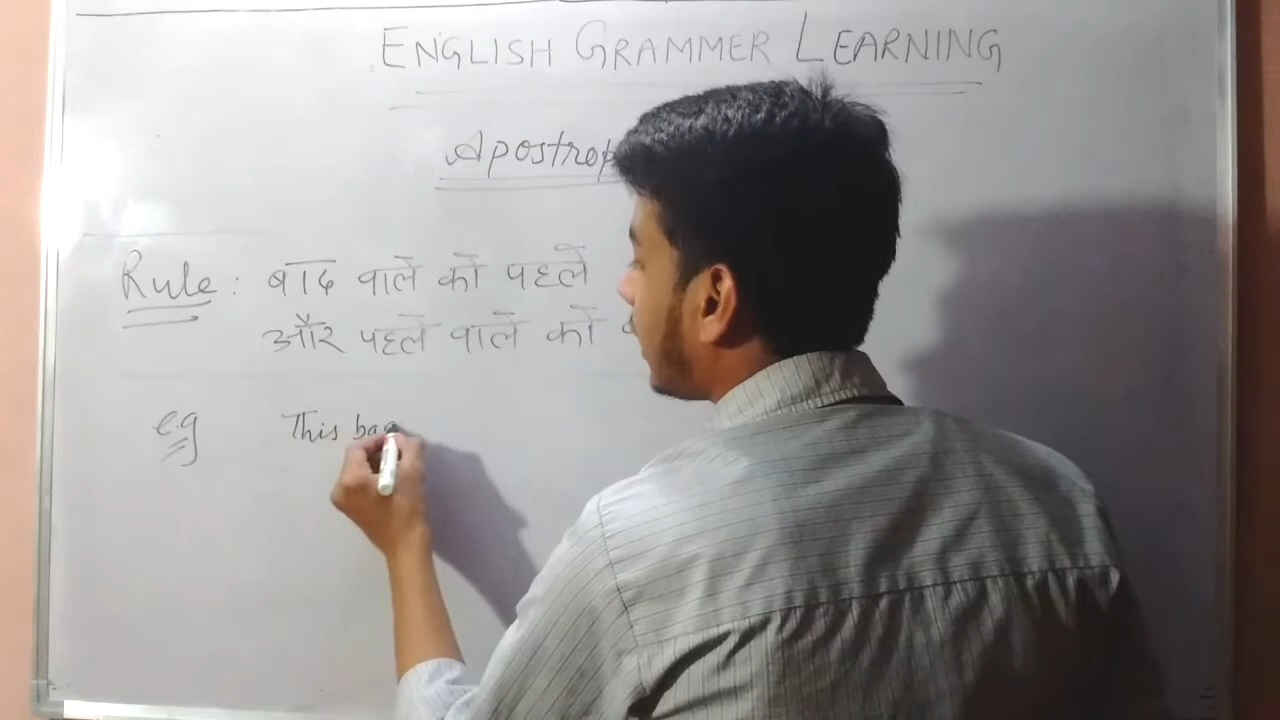 ENGLISH GRAMMER LEARNING
Apostrop
Rule : बाद वाले को पहले
और पहले वाले को
e.g This bag